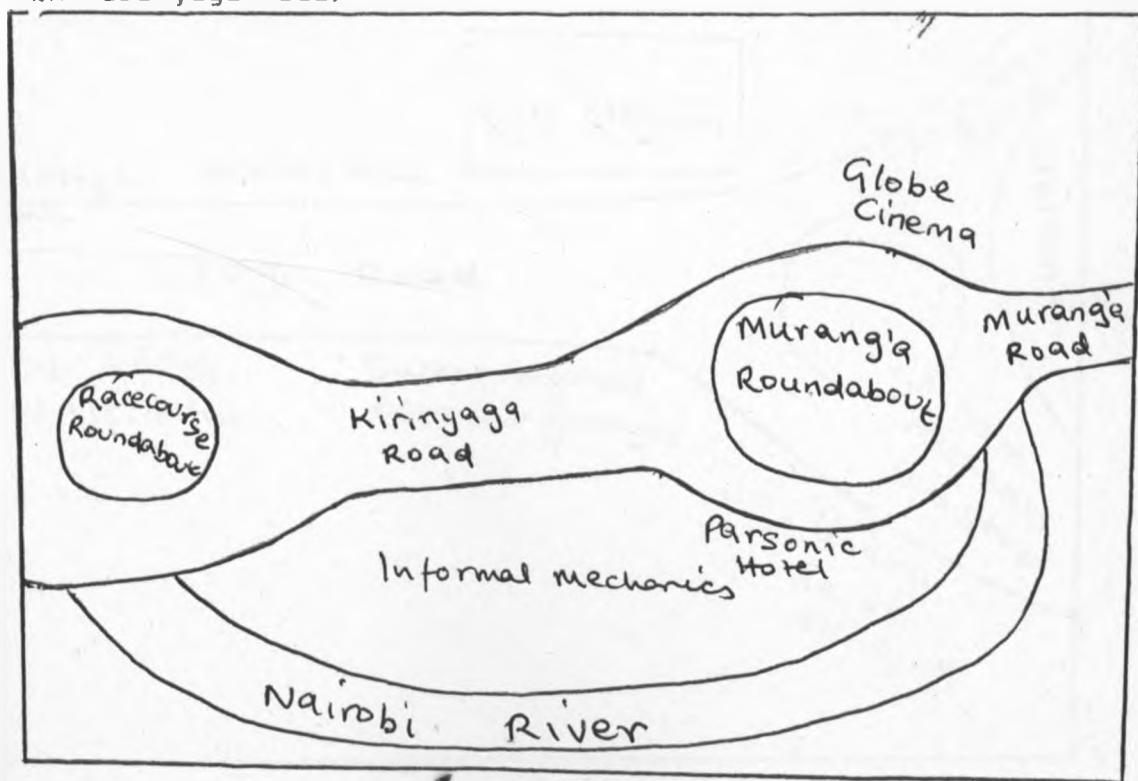 Globe
Cinema
Murang'a
Roundabout
Murang'a
Road
Racecourse
Roundabout
Kirinyaga
Road
Parsonic
Hotel
Informal Mechanics
Nairobi River